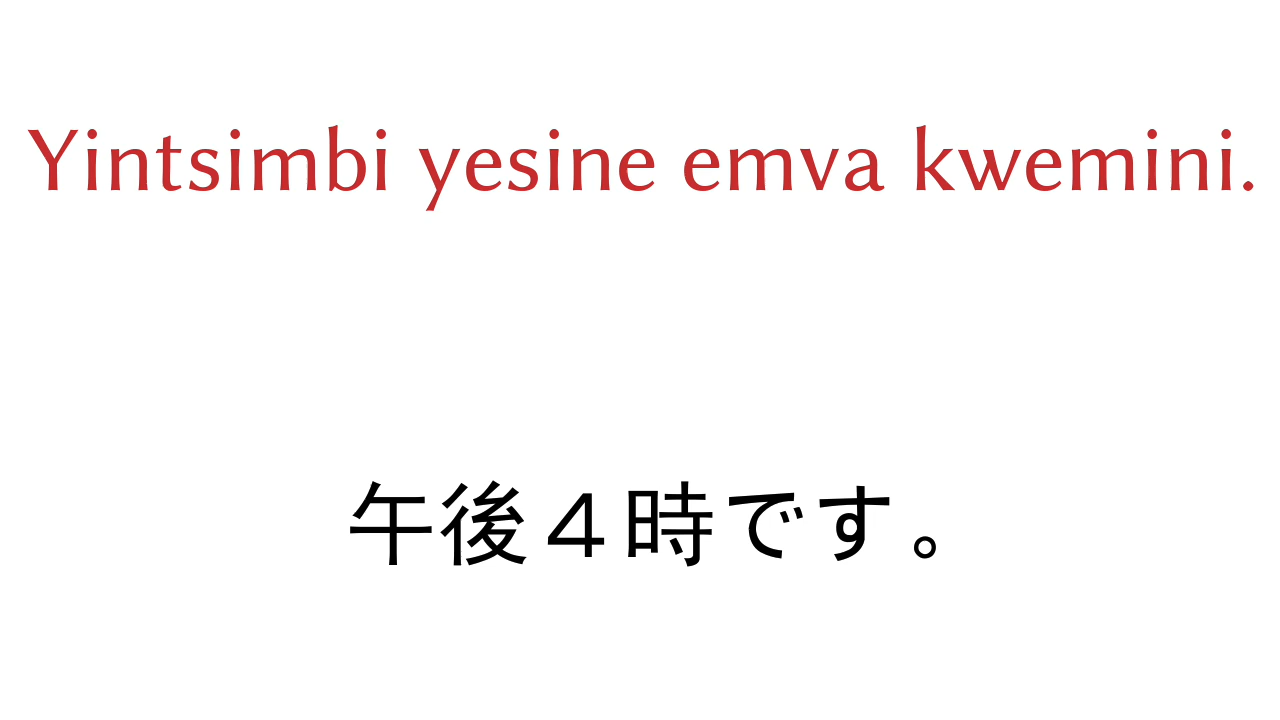 Yintsimbi yesine emva kwemini.
午後４時です。